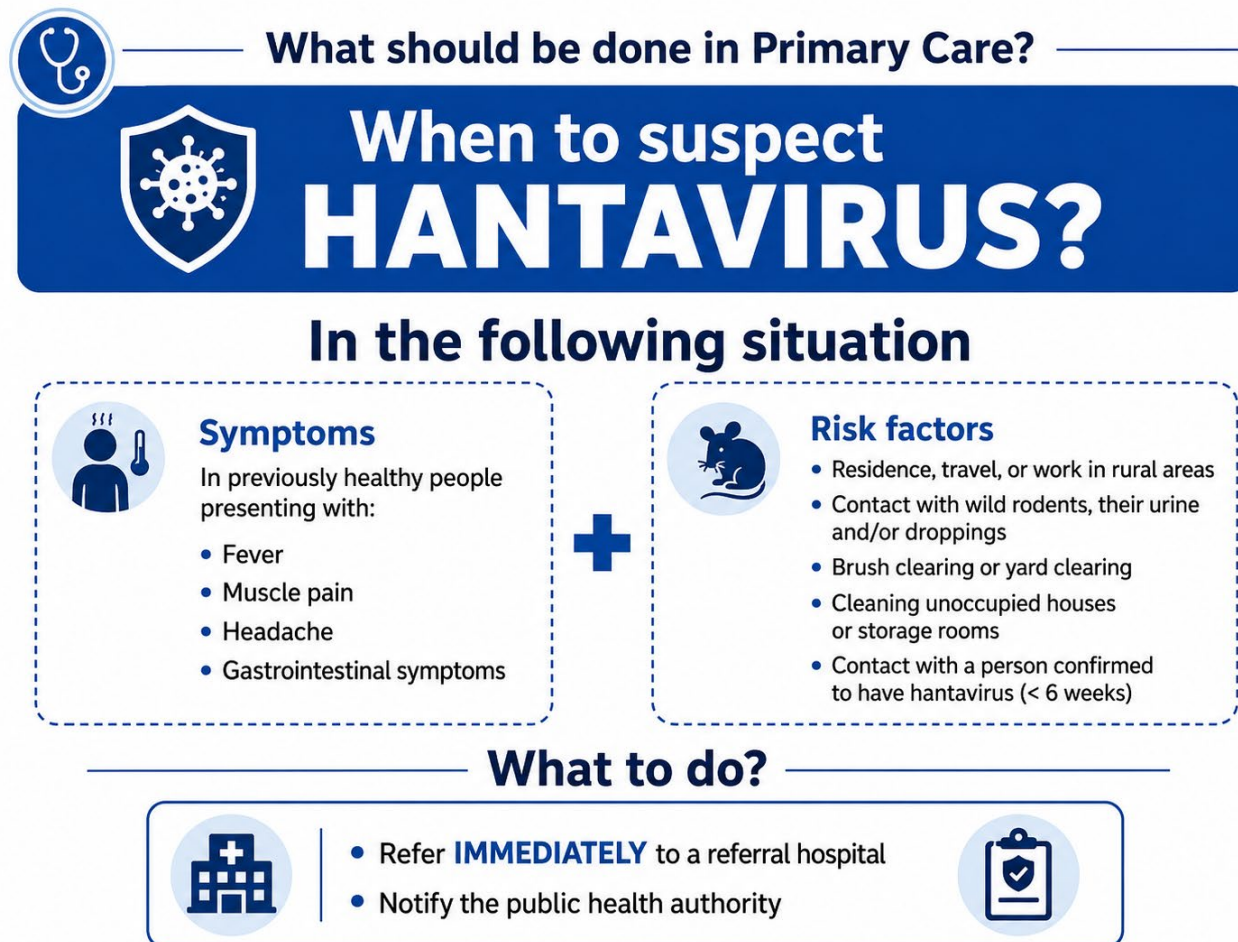 What should be done in Primary Care?
When to suspect
HANTAVIRUS?
In the following situation
Symptoms
In previously healthy people
presenting with:
• Fever
• Muscle pain
• Headache
• Gastrointestinal symptoms
Risk factors
• Residence, travel, or work in rural areas
• Contact with wild rodents, their urine
and/or droppings
• Brush clearing or yard clearing
• Cleaning unoccupied houses
or storage rooms
• Contact with a person confirmed
to have hantavirus (< 6 weeks)
What to do?
• Refer IMMEDIATELY to a referral hospital
• Notify the public health authority